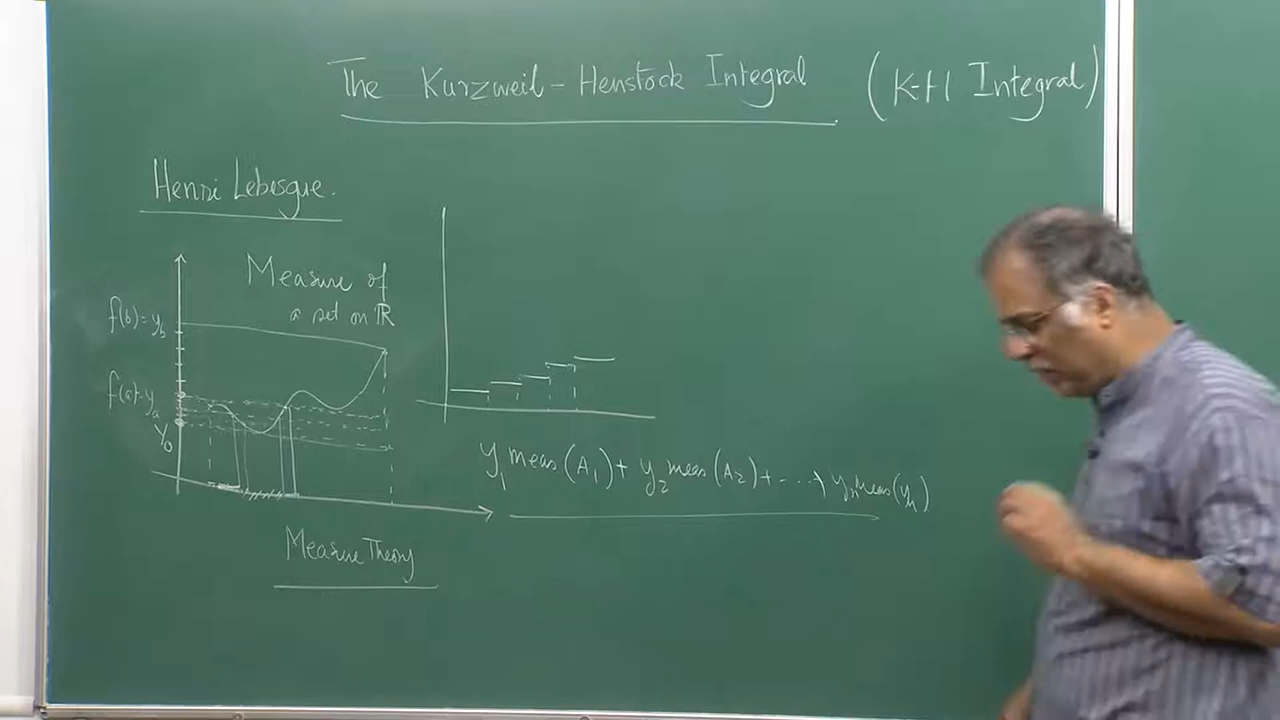 The Kurzweil-Henstock Integral (K-H Integral)
Henri Lebesgue.
Measure of
a set on ℝ
f(b)=y_b
f(a)=y_a
y_0
y_1 meas(A_1) + y_2 meas(A_2) + ... + y_n meas(y_n)
Measure Theory